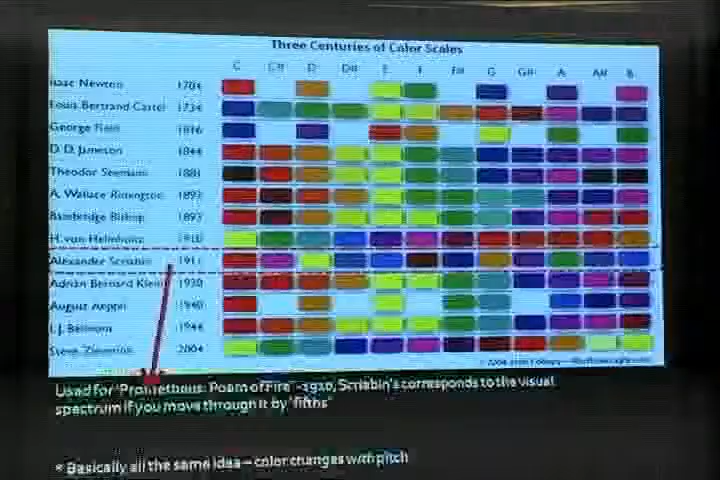 Three Centuries of Color Scales
C C# D D# E F F# G G# A A# B
Isaac Newton 1704
Louis Bertrand Castel 1734
George Field 1816
D. D. Jameson 1844
Theodor Seemann 1881
A. Wallace Rimington 1893
Bainbridge Bishop 1893
H. von Helmholtz 1910
Alexander Scriabin 1911
Adrian Bernard Klein 1930
August Aeppli 1940
I. J. Belmont 1944
Steve Zieverink 2004
Used for 'Prometheus: Poem of Fire' - 1910, Scriabin's corresponds to the visual
spectrum if you move through it by 'fifths'
* Basically all the same idea – color changes with pitch